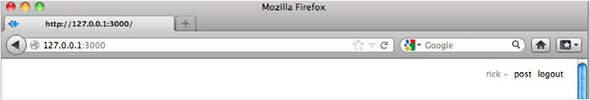 Mozilla Firefox
http://127.0.0.1:3000/
127.0.0.1:3000
Google
rick – post logout